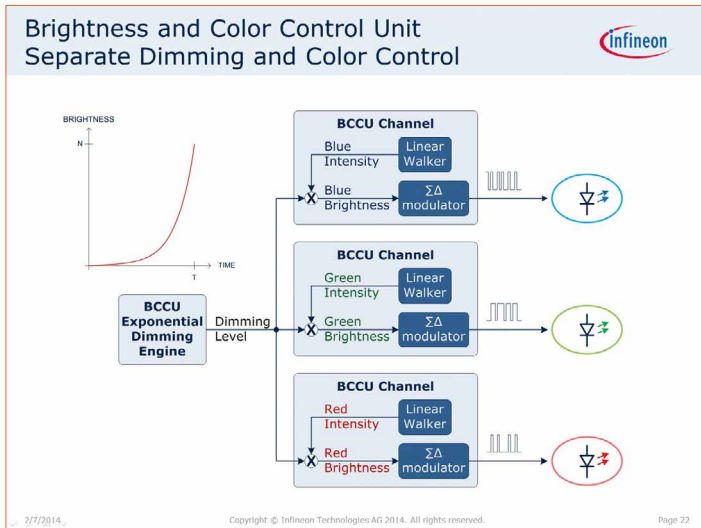 Brightness and Color Control Unit
Separate Dimming and Color Control
infineon
BRIGHTNESS
N
TIME
T
BCCU
Exponential
Dimming
Engine
Dimming
Level
BCCU Channel
Blue
Intensity
Linear
Walker
X
Blue
Brightness
ΣΔ
modulator
BCCU Channel
Green
Intensity
Linear
Walker
X
Green
Brightness
ΣΔ
modulator
BCCU Channel
Red
Intensity
Linear
Walker
X
Red
Brightness
ΣΔ
modulator
2/7/2014
Copyright © Infineon Technologies AG 2014. All rights reserved.
Page 22